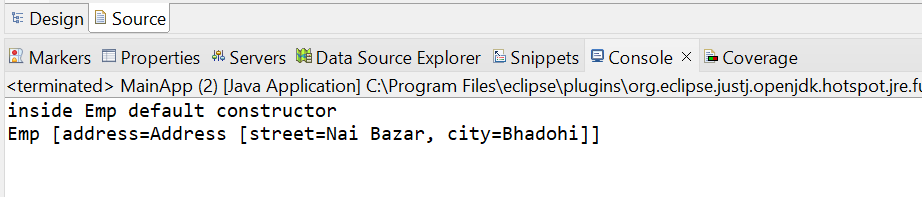 Design Source
Markers Properties Servers Data Source Explorer Snippets Console Coverage
<terminated> MainApp (2) [Java Application] C:\Program Files\eclipse\plugins\org.eclipse.justj.openjdk.hotspot.jre.fu
inside Emp default constructor
Emp [address=Address [street=Nai Bazar, city=Bhadohi]]